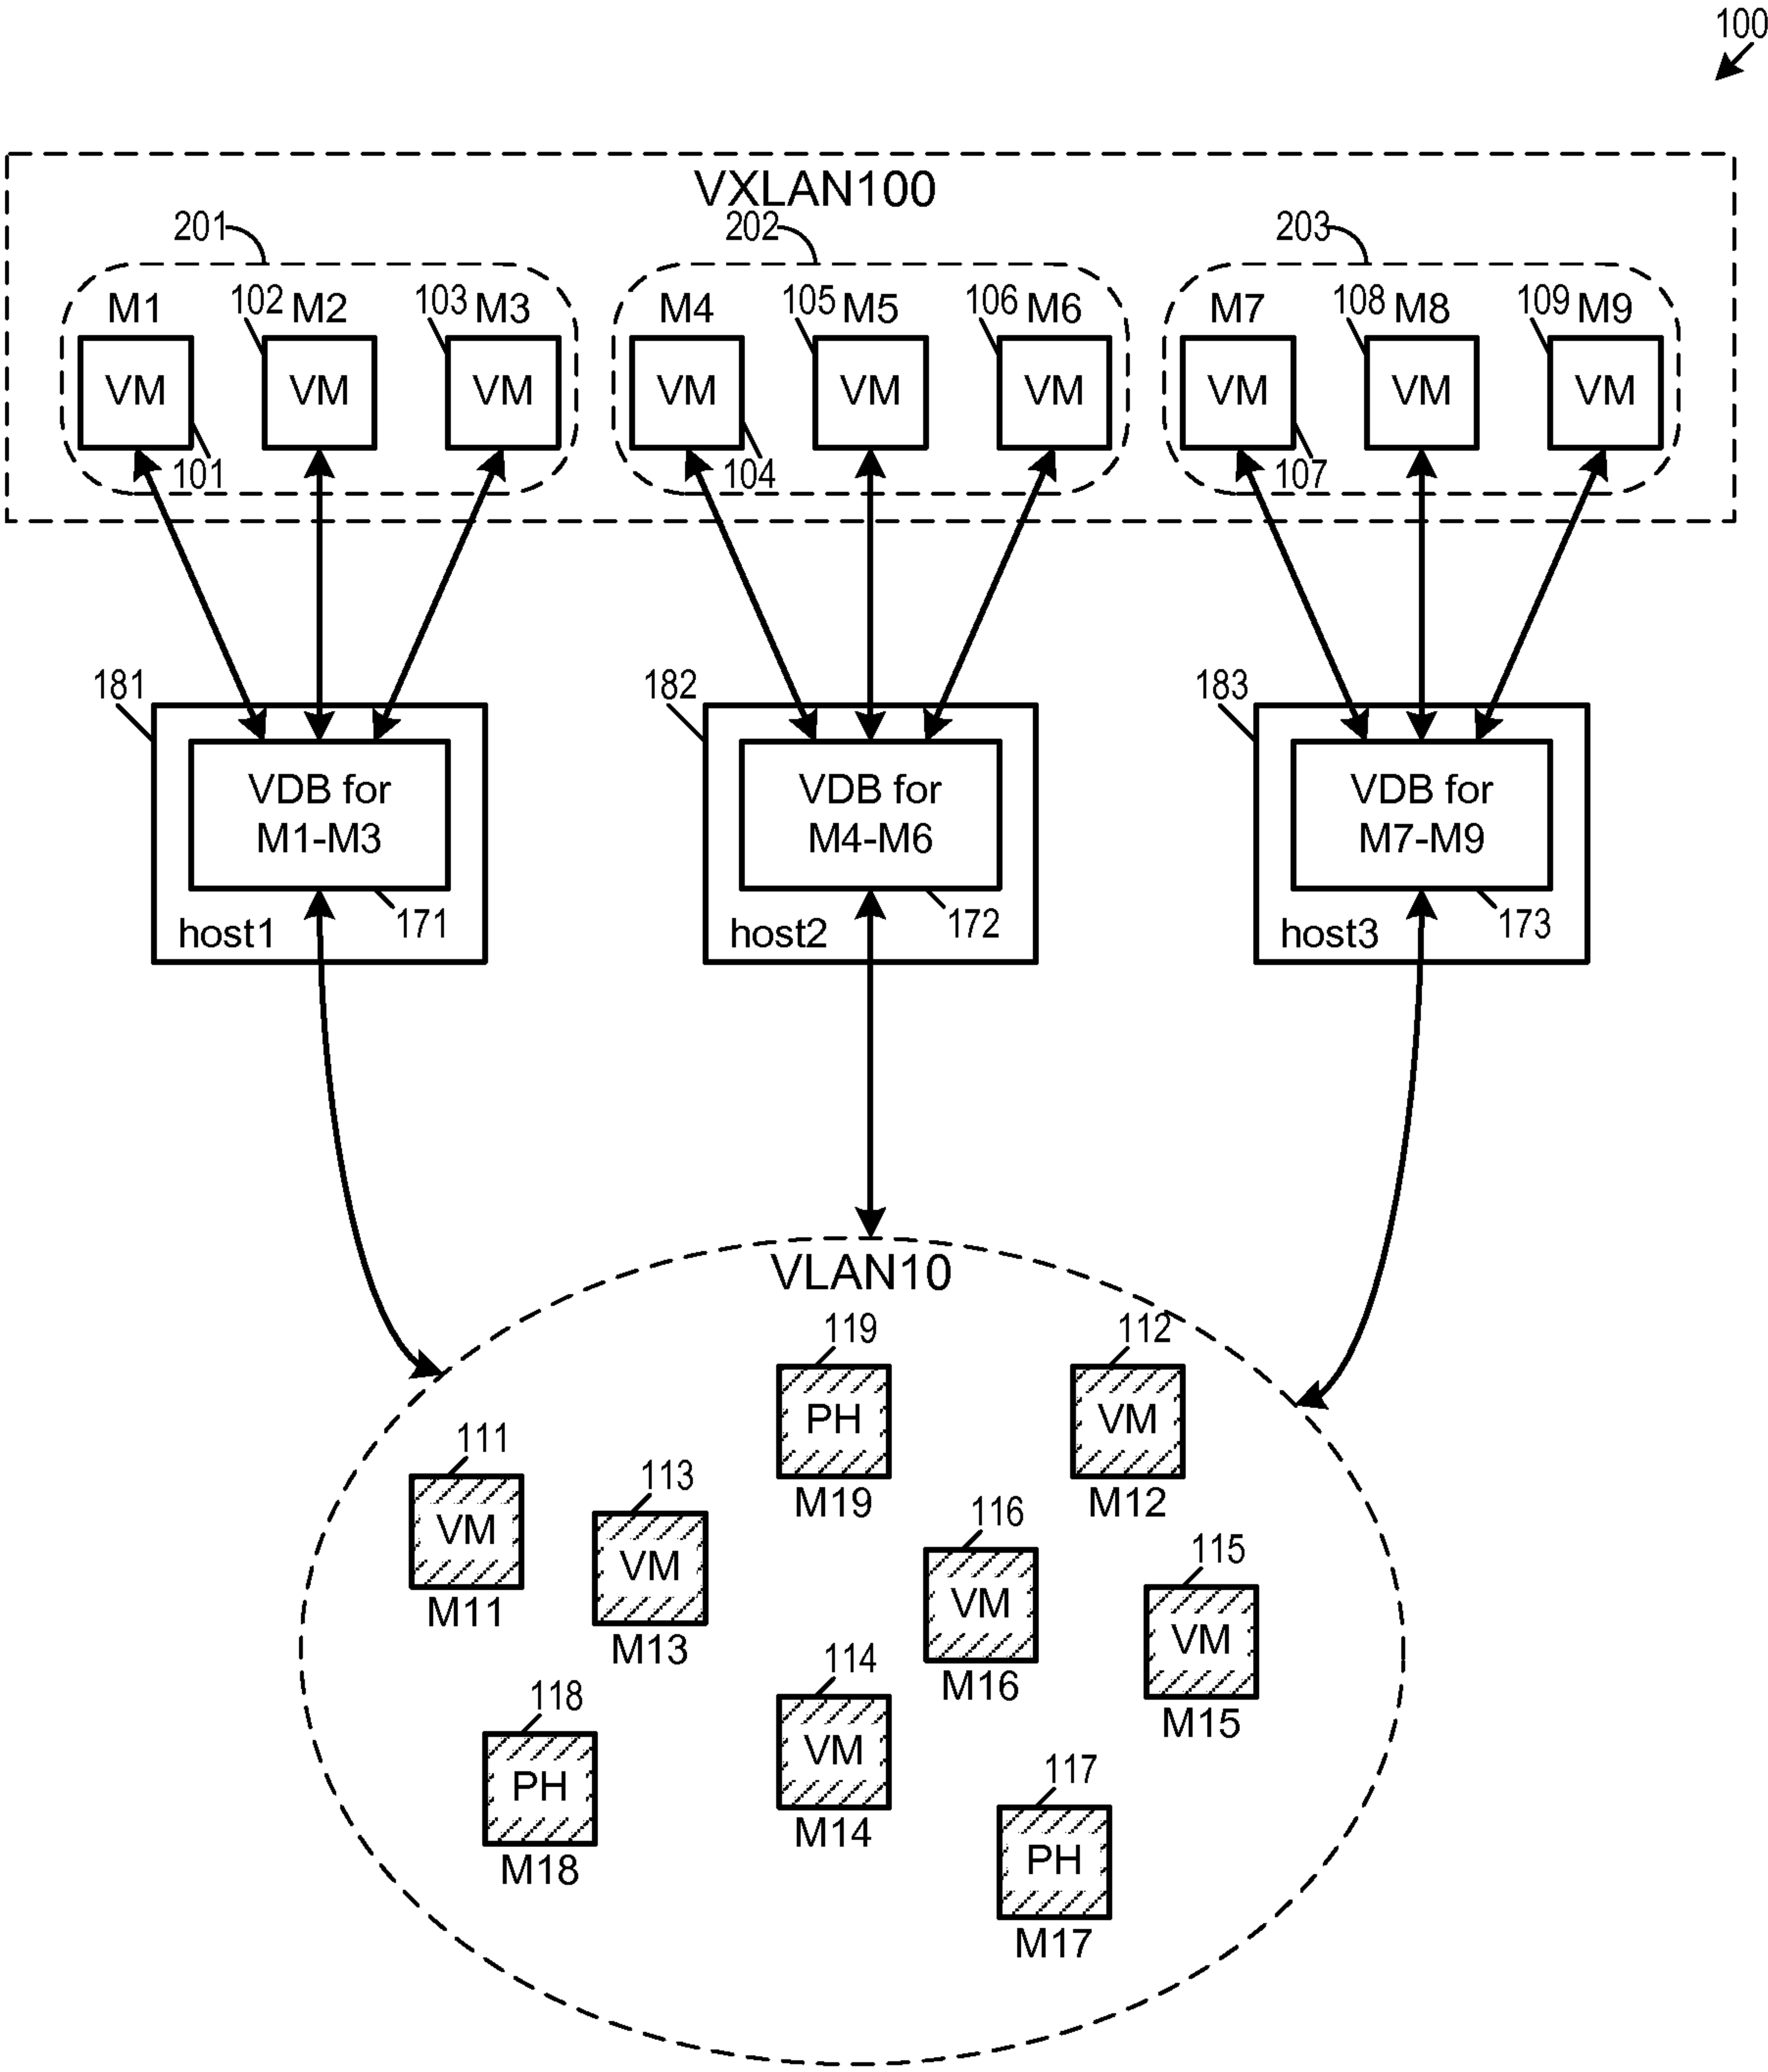 100
VXLAN100
201
202
203
M1
102
M2
103
M3
M4
105
M5
106
M6
M7
108
M8
109
M9
VM
VM
VM
VM
VM
VM
VM
VM
VM
101
104
107
181
182
183
VDB for
M1-M3
VDB for
M4-M6
VDB for
M7-M9
host1
171
host2
172
host3
173
VLAN10
119
PH
M19
112
VM
M12
111
VM
M11
113
VM
M13
116
VM
M16
115
VM
M15
114
VM
M14
118
PH
M18
117
PH
M17